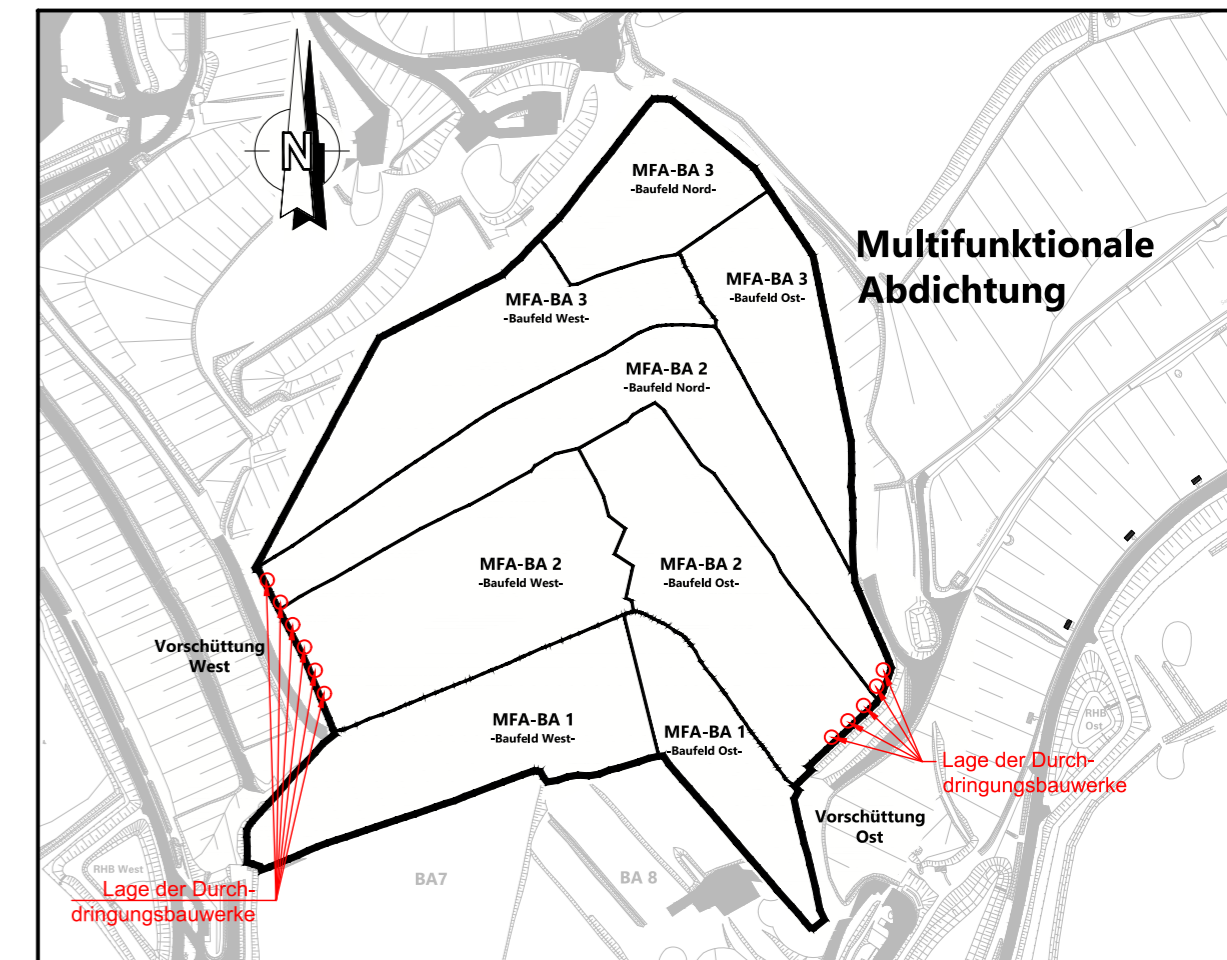 N
MFA-BA 3
-Baufeld Nord-
Multifunktionale
Abdichtung
MFA-BA 3
-Baufeld Ost-
MFA-BA 3
-Baufeld West-
MFA-BA 2
-Baufeld Nord-
MFA-BA 2
-Baufeld West-
MFA-BA 2
-Baufeld Ost-
Vorschüttung
West
MFA-BA 1
-Baufeld West-
MFA-BA 1
-Baufeld Ost-
RHB
Ost
Lage der Durch-
dringungsbauwerke
Vorschüttung
Ost
RHB West
BA7
BA 8
Lage der Durch-
dringungsbauwerke